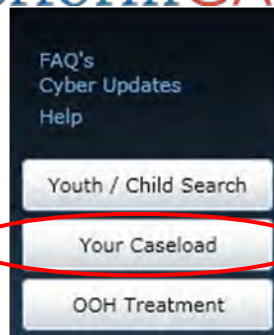 FAQ's
Cyber Updates
Help
Youth / Child Search
Your Caseload
OOH Treatment